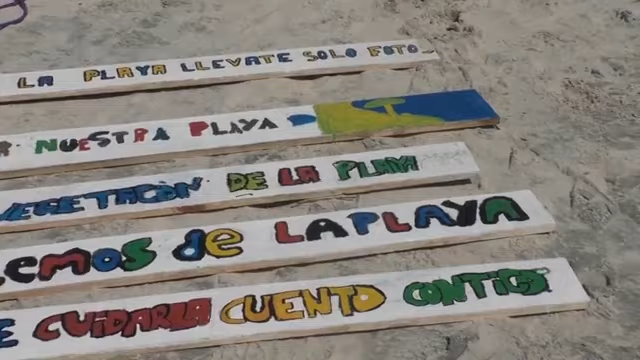 LA PLAYA LLEVATE SOLO FOTO
NUESTRA PLAYA
VEGETACIÓN DE LA PLAYA
EMOS DE LA PLAYA
E CUIDARLA CUENTO CONTIGO